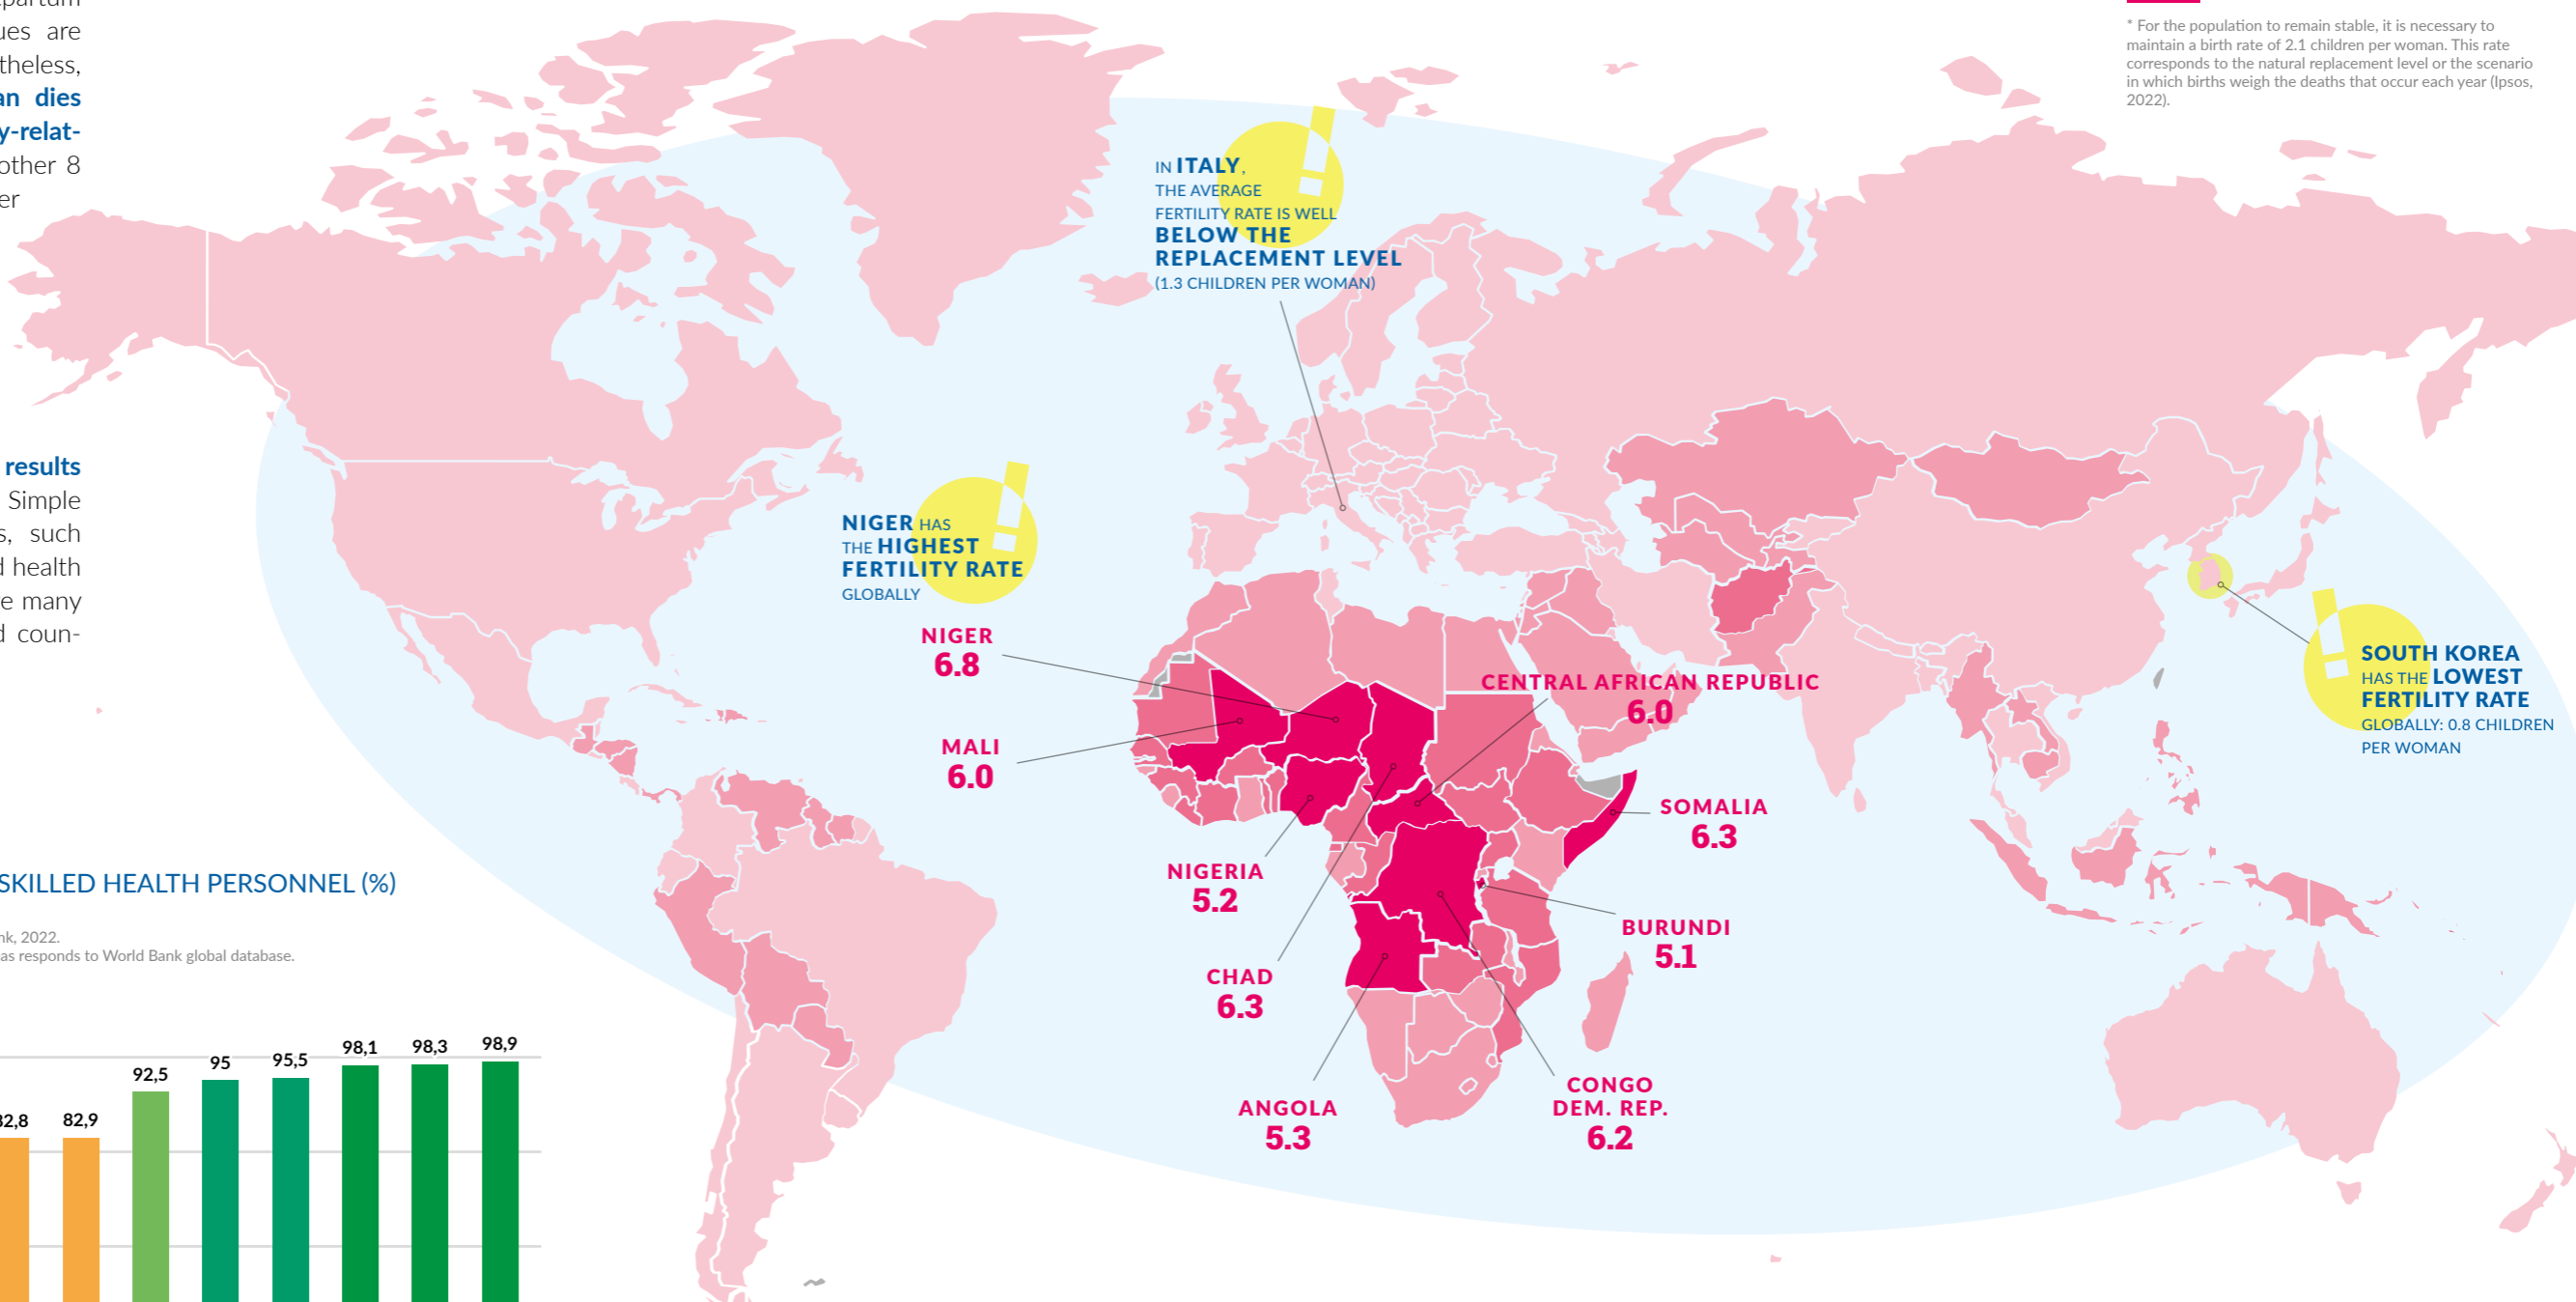 ues are
theless,
an dies
y-relat-
other 8
er
results
Simple
s, such
d health
e many
d coun-
* For the population to remain stable, it is necessary to
maintain a birth rate of 2.1 children per woman. This rate
corresponds to the natural replacement level or the scenario
in which births weigh the deaths that occur each year (Ipsos,
2022).
IN ITALY,
THE AVERAGE
FERTILITY RATE IS WELL
BELOW THE
REPLACEMENT LEVEL
(1.3 CHILDREN PER WOMAN)
NIGER HAS
THE HIGHEST
FERTILITY RATE
GLOBALLY
NIGER
6.8
MALI
6.0
CENTRAL AFRICAN REPUBLIC
6.0
SOUTH KOREA
HAS THE LOWEST
FERTILITY RATE
GLOBALLY: 0.8 CHILDREN
PER WOMAN
SOMALIA
6.3
NIGERIA
5.2
BURUNDI
5.1
CHAD
6.3
ANGOLA
5.3
CONGO
DEM. REP.
6.2
SKILLED HEALTH PERSONNEL (%)
nk, 2022.
as responds to World Bank global database.
82,8
82,9
92,5
95
95,5
98,1
98,3
98,9